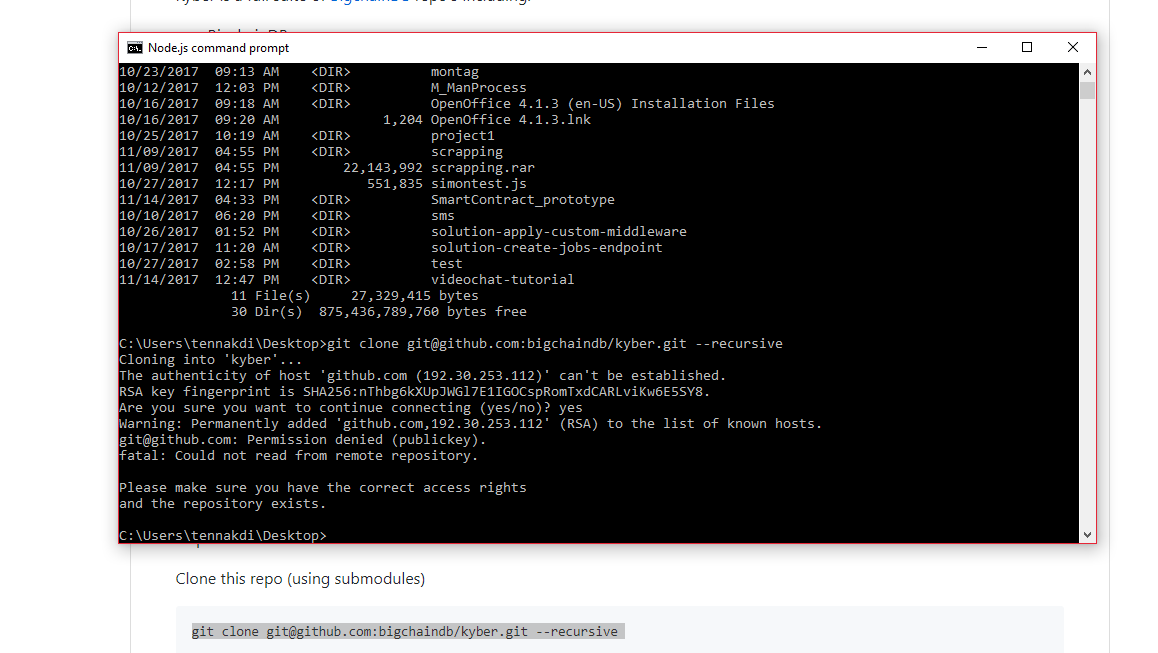 Node.js command prompt
10/23/2017 09:13 AM <DIR> montag
10/12/2017 12:03 PM <DIR> M_ManProcess
10/16/2017 09:18 AM <DIR> OpenOffice 4.1.3 (en-US) Installation Files
10/16/2017 09:20 AM 1,204 OpenOffice 4.1.3.lnk
10/25/2017 10:19 AM <DIR> project1
11/09/2017 04:55 PM <DIR> scrapping
11/09/2017 04:55 PM 22,143,992 scrapping.rar
10/27/2017 12:17 PM 551,835 simontest.js
11/14/2017 04:33 PM <DIR> SmartContract_prototype
10/10/2017 06:20 PM <DIR> sms
10/26/2017 01:52 PM <DIR> solution-apply-custom-middleware
10/17/2017 11:20 AM <DIR> solution-create-jobs-endpoint
10/27/2017 02:58 PM <DIR> test
11/14/2017 12:47 PM <DIR> videochat-tutorial
11 File(s) 27,329,415 bytes
30 Dir(s) 875,436,789,760 bytes free
C:\Users\tennakdi\Desktop>git clone git@github.com:bigchaindb/kyber.git --recursive
Cloning into 'kyber'...
The authenticity of host 'github.com (192.30.253.112)' can't be established.
RSA key fingerprint is SHA256:nThbg6kXUpJWGl7E1IGOCspRomTxdCARLviKw6E5SY8.
Are you sure you want to continue connecting (yes/no)? yes
Warning: Permanently added 'github.com,192.30.253.112' (RSA) to the list of known hosts.
git@github.com: Permission denied (publickey).
fatal: Could not read from remote repository.
Please make sure you have the correct access rights
and the repository exists.
C:\Users\tennakdi\Desktop>
Clone this repo (using submodules)
git clone git@github.com:bigchaindb/kyber.git --recursive